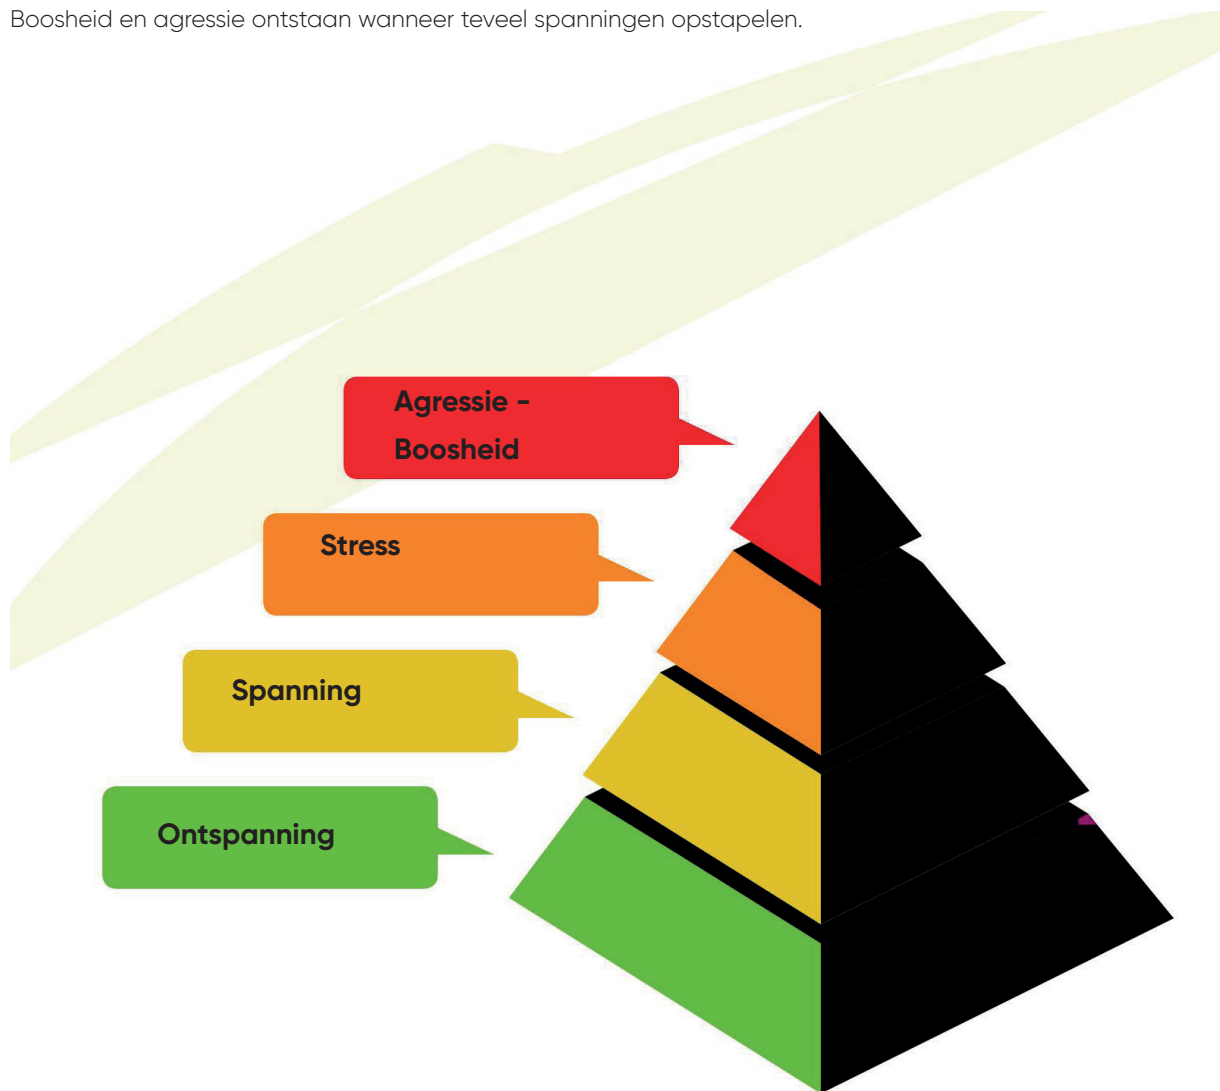 Boosheid en agressie ontstaan wanneer teveel spanningen opstapelen.
Agressie -
Boosheid
Stress
Spanning
Ontspanning